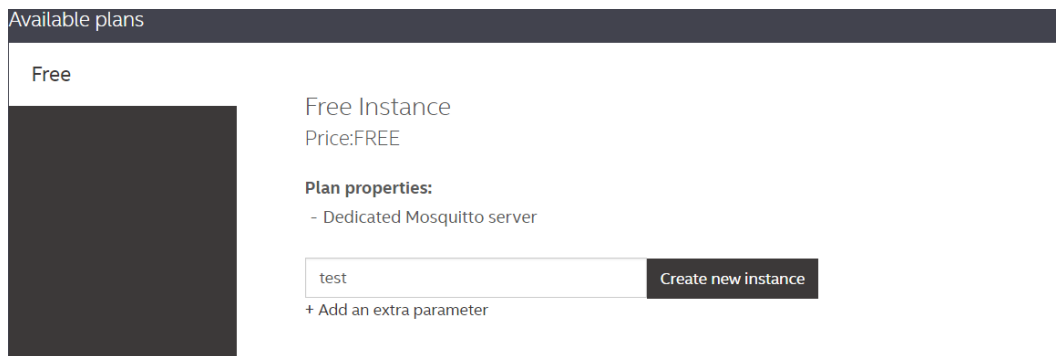 Available plans
Free
Free Instance
Price:FREE
Plan properties:
- Dedicated Mosquitto server
test
Create new instance
+ Add an extra parameter